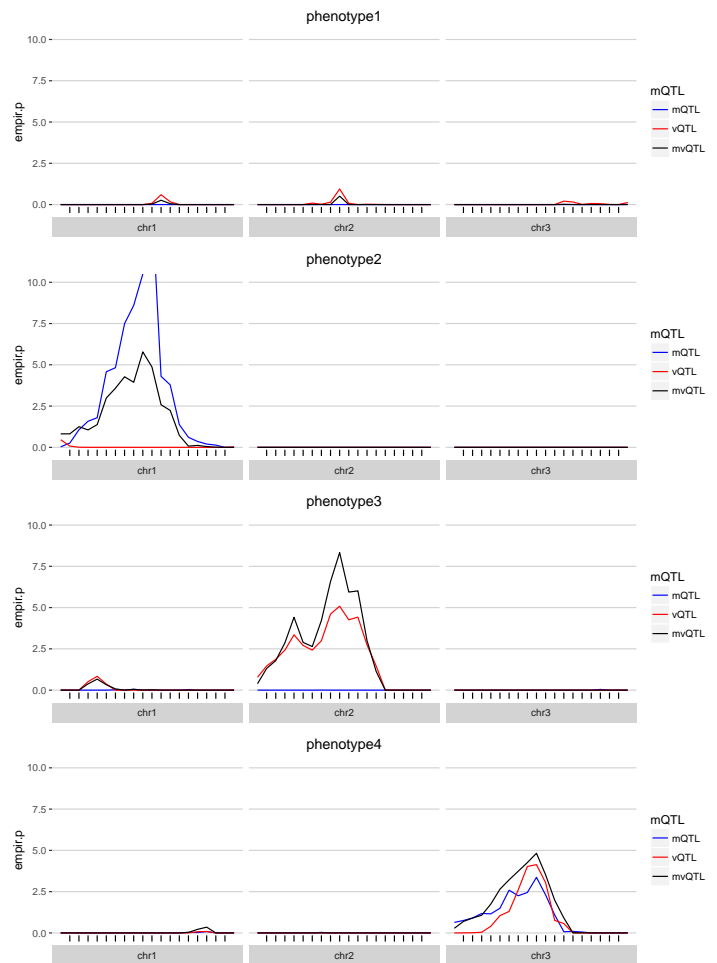 phenotype1
10.0
7.5
5.0
2.5
0.0
empir.p
chr1
chr2
chr3
mQTL
mQTL
vQTL
mvQTL
phenotype2
10.0
7.5
5.0
2.5
0.0
empir.p
chr1
chr2
chr3
mQTL
mQTL
vQTL
mvQTL
phenotype3
10.0
7.5
5.0
2.5
0.0
empir.p
chr1
chr2
chr3
mQTL
mQTL
vQTL
mvQTL
phenotype4
10.0
7.5
5.0
2.5
0.0
empir.p
chr1
chr2
chr3
mQTL
mQTL
vQTL
mvQTL